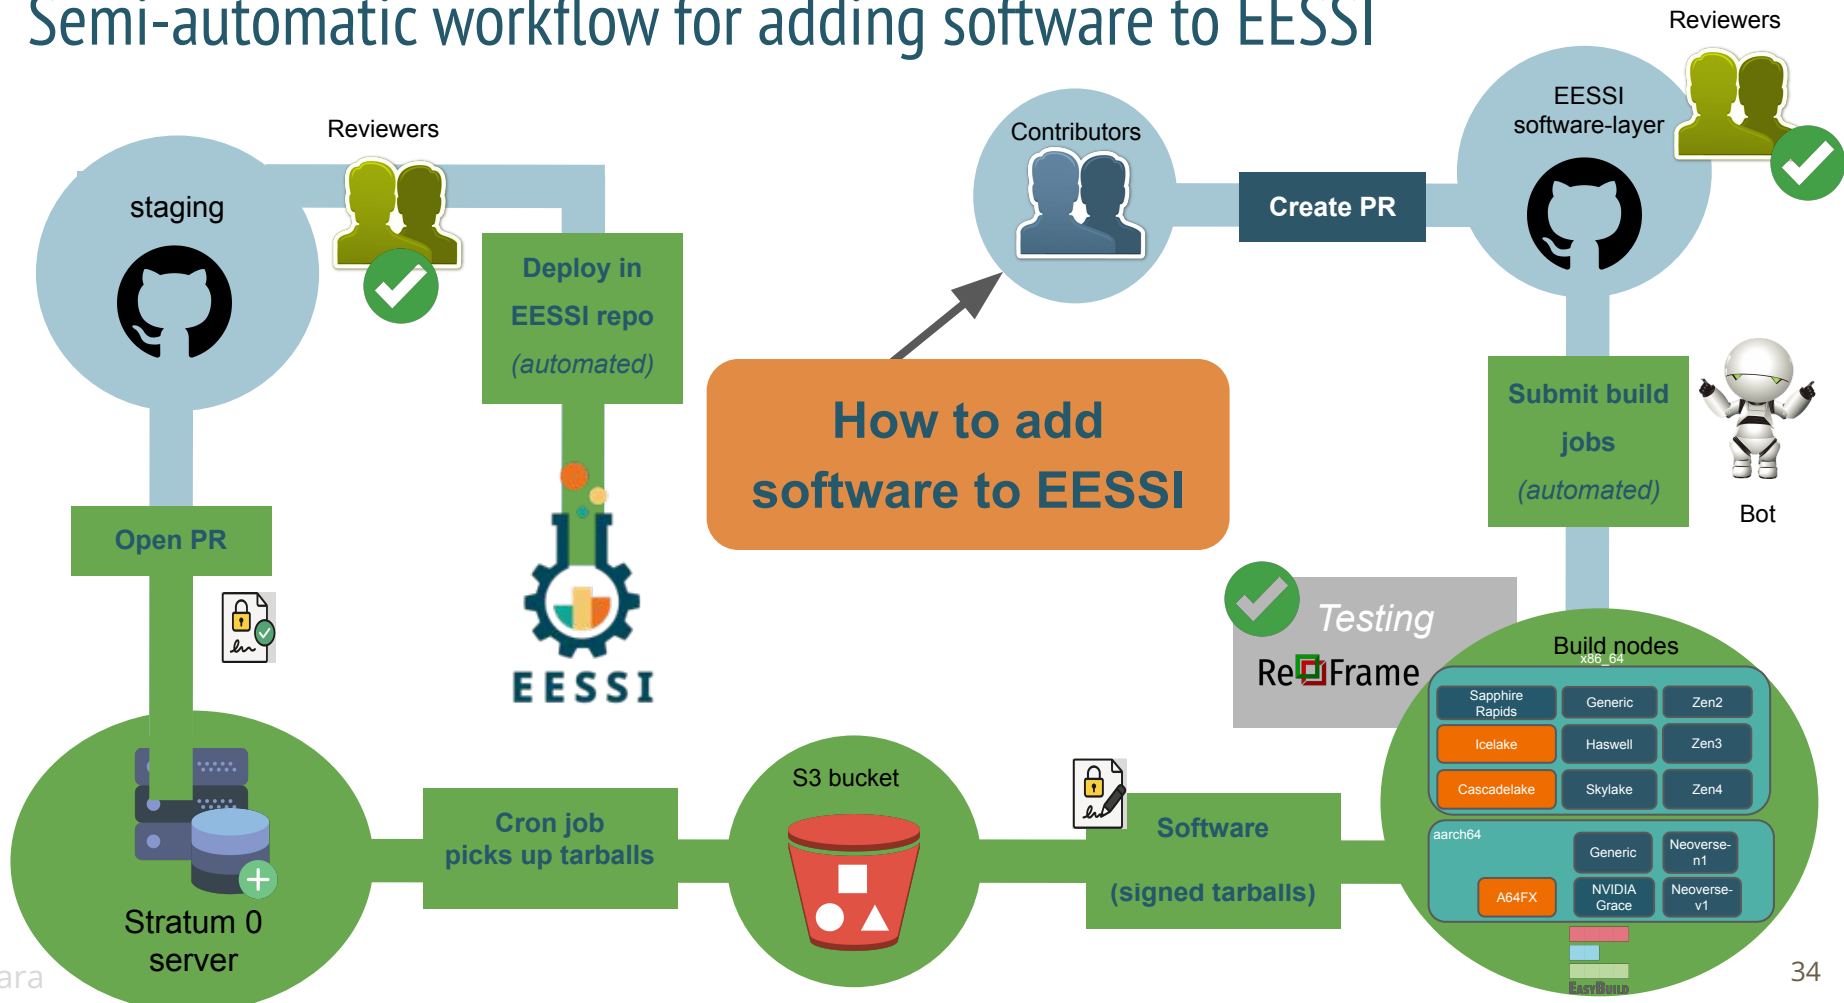 Semi-automatic workflow for adding software to EESSI
Reviewers
Reviewers
staging
Contributors
EESSI
software-layer
Create PR
Deploy in
EESSI repo
(automated)
How to add
software to EESSI
Submit build
jobs
(automated)
Bot
Open PR
EESSI
Testing
ReFrame
Build nodes
x86_64
Sapphire
Rapids
Generic
Zen2
Icelake
Haswell
Zen3
Cascadelake
Skylake
Zen4
aarch64
Generic
Neoverse-
n1
A64FX
NVIDIA
Grace
Neoverse-
v1
EASYBUILD
S3 bucket
Software
(signed tarballs)
Cron job
picks up tarballs
Stratum 0
server
ara
34